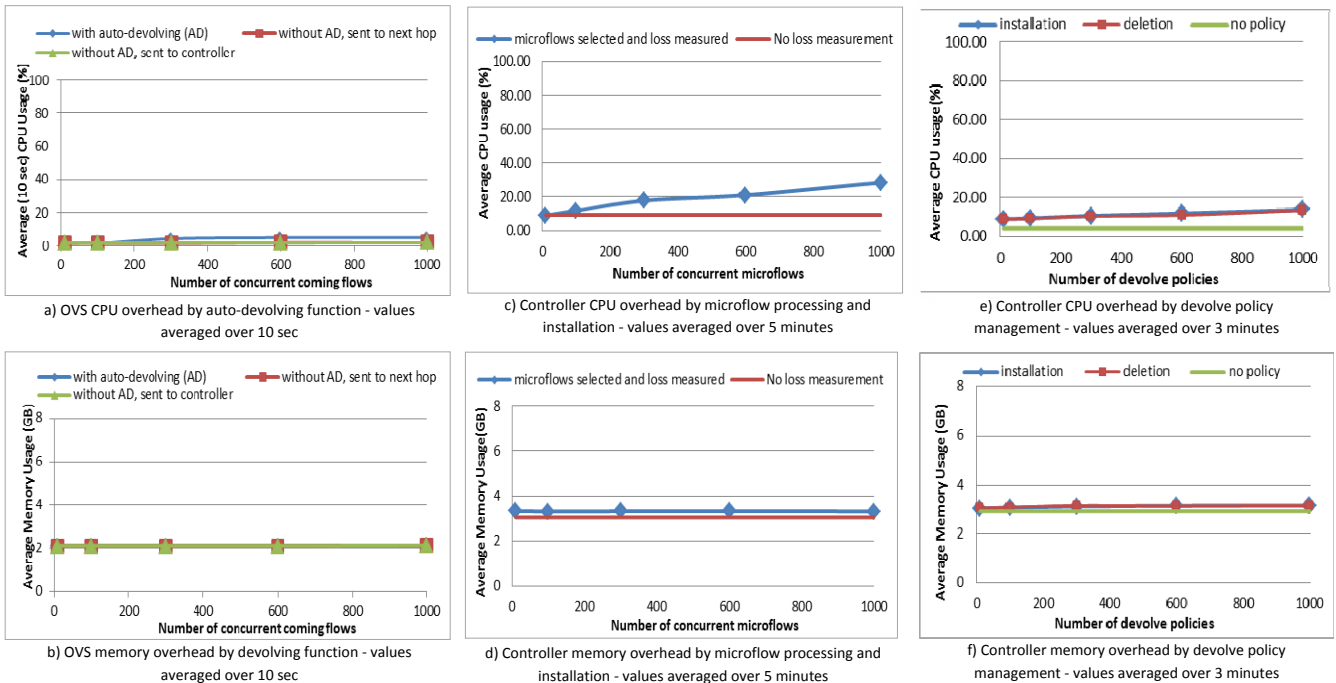 with auto-devolving (AD)
without AD, sent to next hop
without AD, sent to controller
Average (10 sec) CPU Usage (%)
100
80
60
40
20
0
0 200 400 600 800 1000
Number of concurrent coming flows
a) OVS CPU overhead by auto-devolving function - values
averaged over 10 sec
microflows selected and loss measured
No loss measurement
Average CPU usage (%)
100.00
80.00
60.00
40.00
20.00
0.00
0 200 400 600 800 1000
Number of concurrent microflows
c) Controller CPU overhead by microflow processing and
installation - values averaged over 5 minutes
installation
deletion
no policy
Average CPU usage(%)
100.00
80.00
60.00
40.00
20.00
0.00
0 200 400 600 800 1000
Number of devolve policies
e) Controller CPU overhead by devolve policy
management - values averaged over 3 minutes
with auto-devolving (AD)
without AD, sent to next hop
without AD, sent to controller
Average Memory Usage (GB)
8
6
4
2
0
0 200 400 600 800 1000
Number of concurrent coming flows
b) OVS memory overhead by devolving function - values
averaged over 10 sec
microflows selected and loss measured
No loss measurement
Average Memory Usage(GB)
8
6
4
2
0
0 200 400 600 800 1000
Number of concurrent microflows
d) Controller memory overhead by microflow processing and
installation - values averaged over 5 minutes
installation
deletion
no policy
Average Memory Usage (GB)
8
6
4
2
0
0 200 400 600 800 1000
Number of devolve policies
f) Controller memory overhead by devolve policy
management - values averaged over 3 minutes